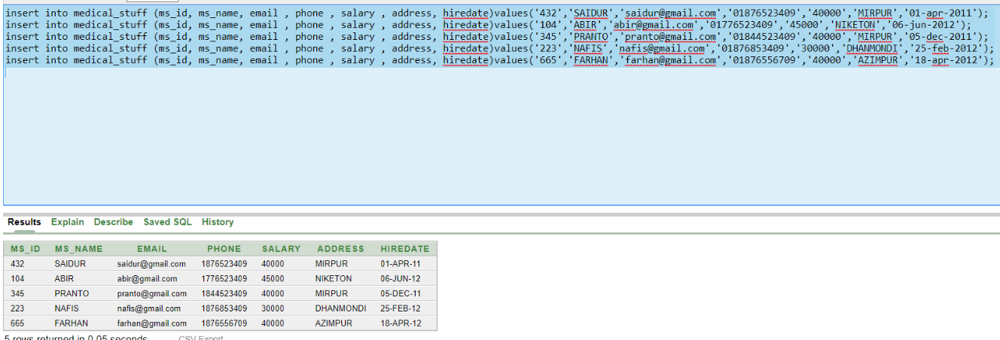 insert into medical_stuff (ms_id, ms_name, email , phone , salary , address, hiredate)values('432','SAIDUR','saidur@gmail.com','01876523409','40000','MIRPUR','01-apr-2011');
insert into medical_stuff (ms_id, ms_name, email , phone , salary , address, hiredate)values('104','ABIR','abir@gmail.com','01776523409','45000','NIKETON','06-jun-2012');
insert into medical_stuff (ms_id, ms_name, email , phone , salary , address, hiredate)values('345','PRANTO','pranto@gmail.com','01844523409','40000','MIRPUR','05-dec-2011');
insert into medical_stuff (ms_id, ms_name, email , phone , salary , address, hiredate)values('223','NAFIS','nafis@gmail.com','01876853409','30000','DHANMONDI','25-feb-2012');
insert into medical_stuff (ms_id, ms_name, email , phone , salary , address, hiredate)values('665','FARHAN','farhan@gmail.com','01876556709','40000','AZIMPUR','18-apr-2012');
Results Explain Describe Saved SQL History
MS_ID MS_NAME EMAIL PHONE SALARY ADDRESS HIREDATE
432 SAIDUR saidur@gmail.com 1876523409 40000 MIRPUR 01-APR-11
104 ABIR abir@gmail.com 1776523409 45000 NIKETON 06-JUN-12
345 PRANTO pranto@gmail.com 1844523409 40000 MIRPUR 05-DEC-11
223 NAFIS nafis@gmail.com 1876853409 30000 DHANMONDI 25-FEB-12
665 FARHAN farhan@gmail.com 1876556709 40000 AZIMPUR 18-APR-12
5 rows returned in 0.05 seconds CSV Export